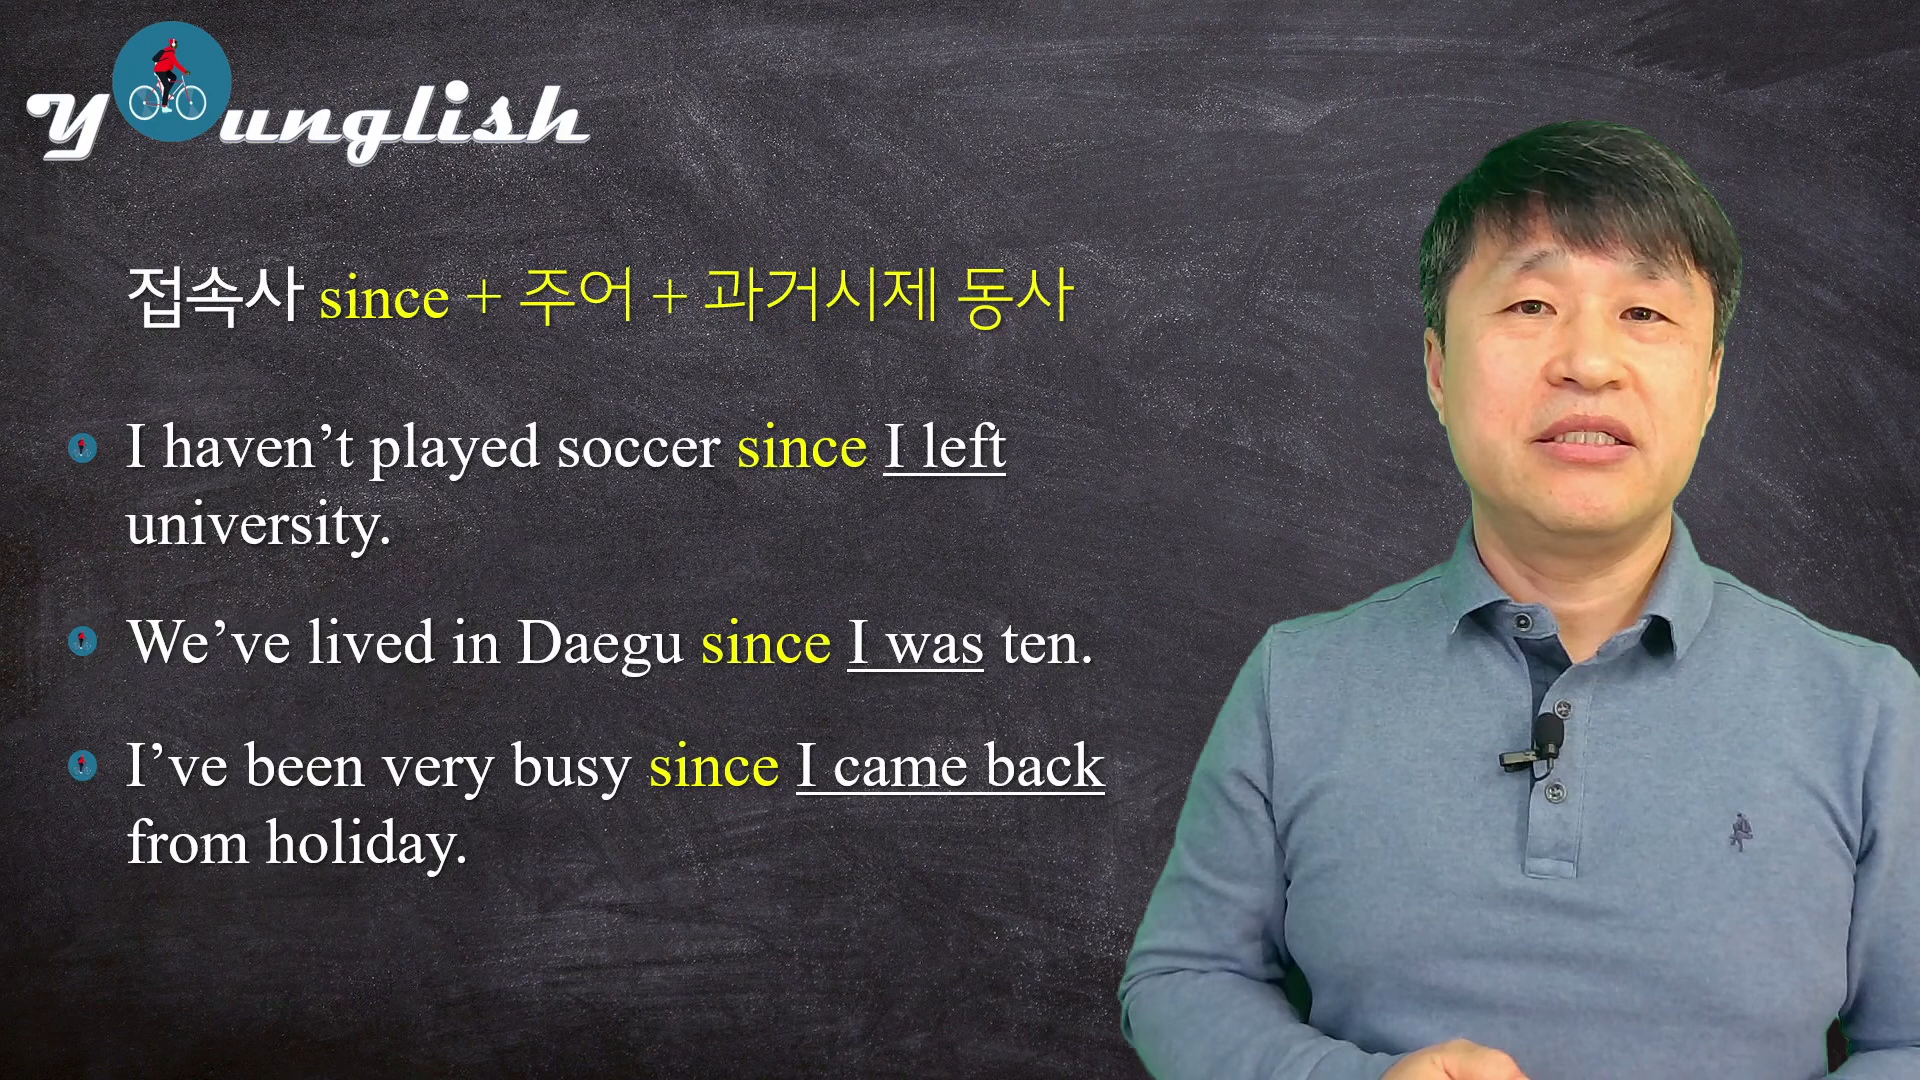 Younglish
접속사 since + 주어 + 과거시제 동사
I haven’t played soccer since I left
university.
We’ve lived in Daegu since I was ten.
I’ve been very busy since I came back
from holiday.